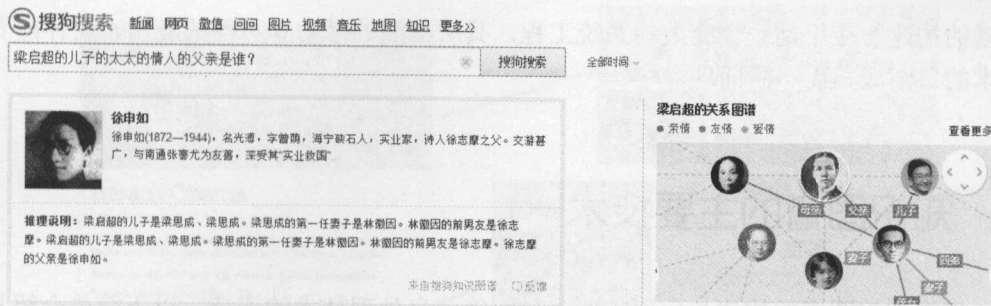 搜狗搜索 新闻 网页 微信 问问 图片 视频 音乐 地图 知识 更多>>
梁启超的儿子的太太的情人的父亲是谁？ 搜狗搜索 全部时间
徐申如
徐申如(1872—1944)，名光溥，字曾荫，海宁硖石人，实业家，诗人徐志摩之父。交游甚
广，与南通张謇尤为友善，深受其"实业救国"
推理说明：梁启超的儿子是梁思成、梁思成。梁思成的第一任妻子是林徽因。林徽因的前男友是徐志
摩。梁启超的儿子是梁思成、梁思成。梁思成的第一任妻子是林徽因。林徽因的前男友是徐志摩。徐志摩
的父亲是徐申如。
来自搜狗知识图谱 反馈
梁启超的关系图谱
亲情 友情 爱情 查看更多
母亲 父亲 儿子
妻子 四弟
妻子